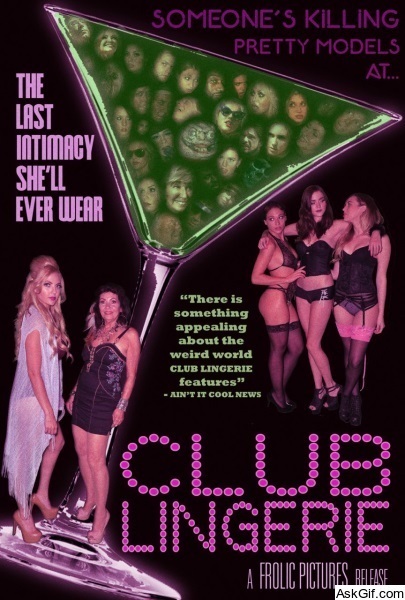 SOMEONE'S KILLING
PRETTY MODELS
AT...
THE
LAST
INTIMACY
SHE'LL
EVER WEAR
“There is
something
appealing
about the
weird world
CLUB LINGERIE
features”
- AIN'T IT COOL NEWS
CLUB
LINGERIE
A FROLIC PICTURES RELEASE
AskGif.com